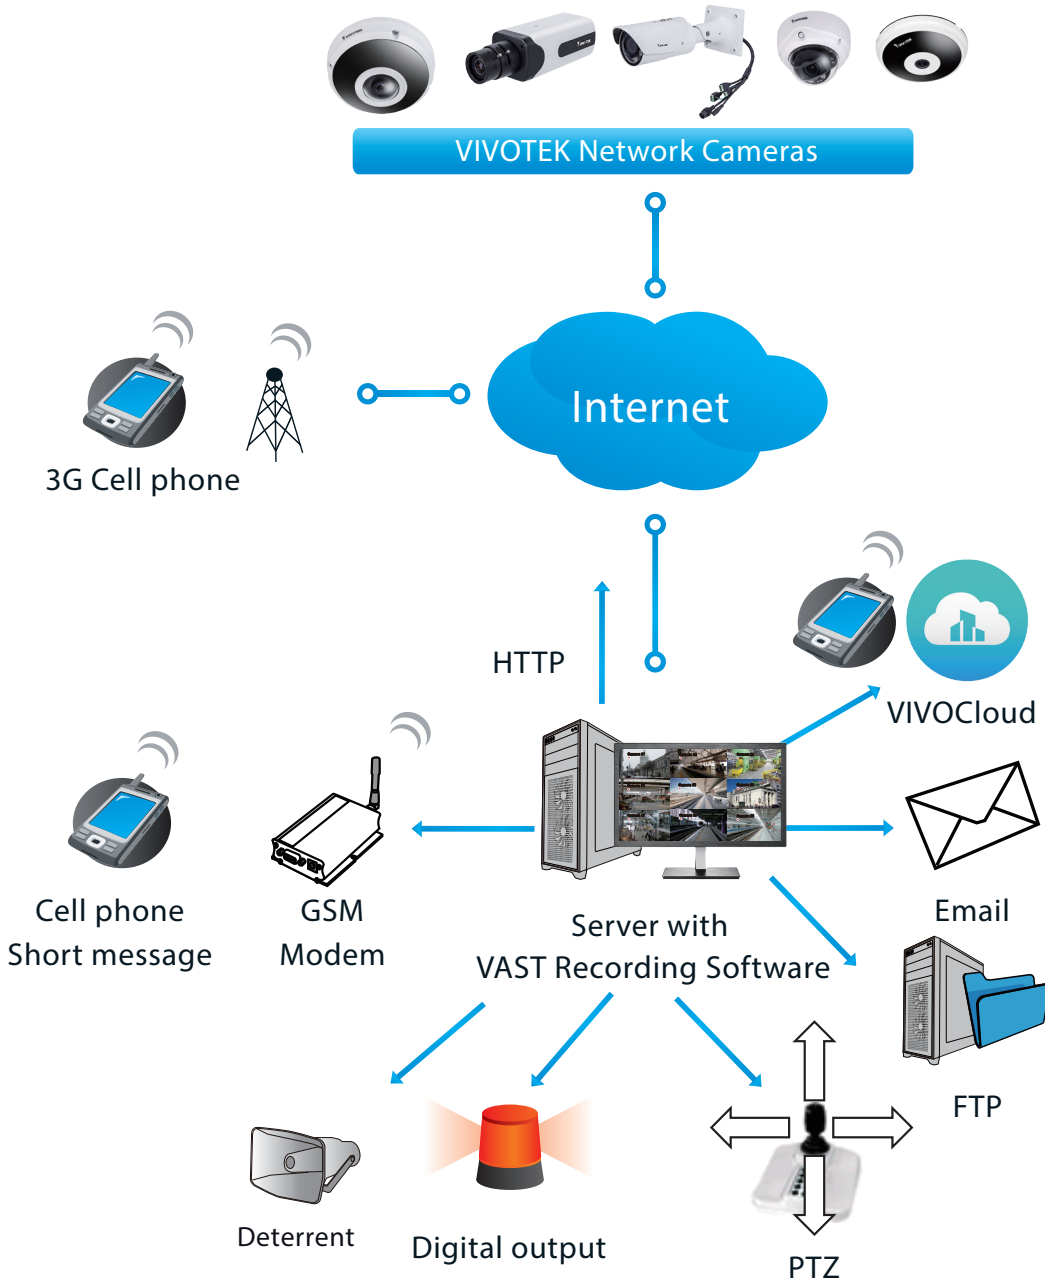 VIVOTEK Network Cameras
Internet
3G Cell phone
HTTP
VIVOCloud
Cell phone
Short message
GSM
Modem
Server with
VAST Recording Software
Email
FTP
Deterrent
Digital output
PTZ